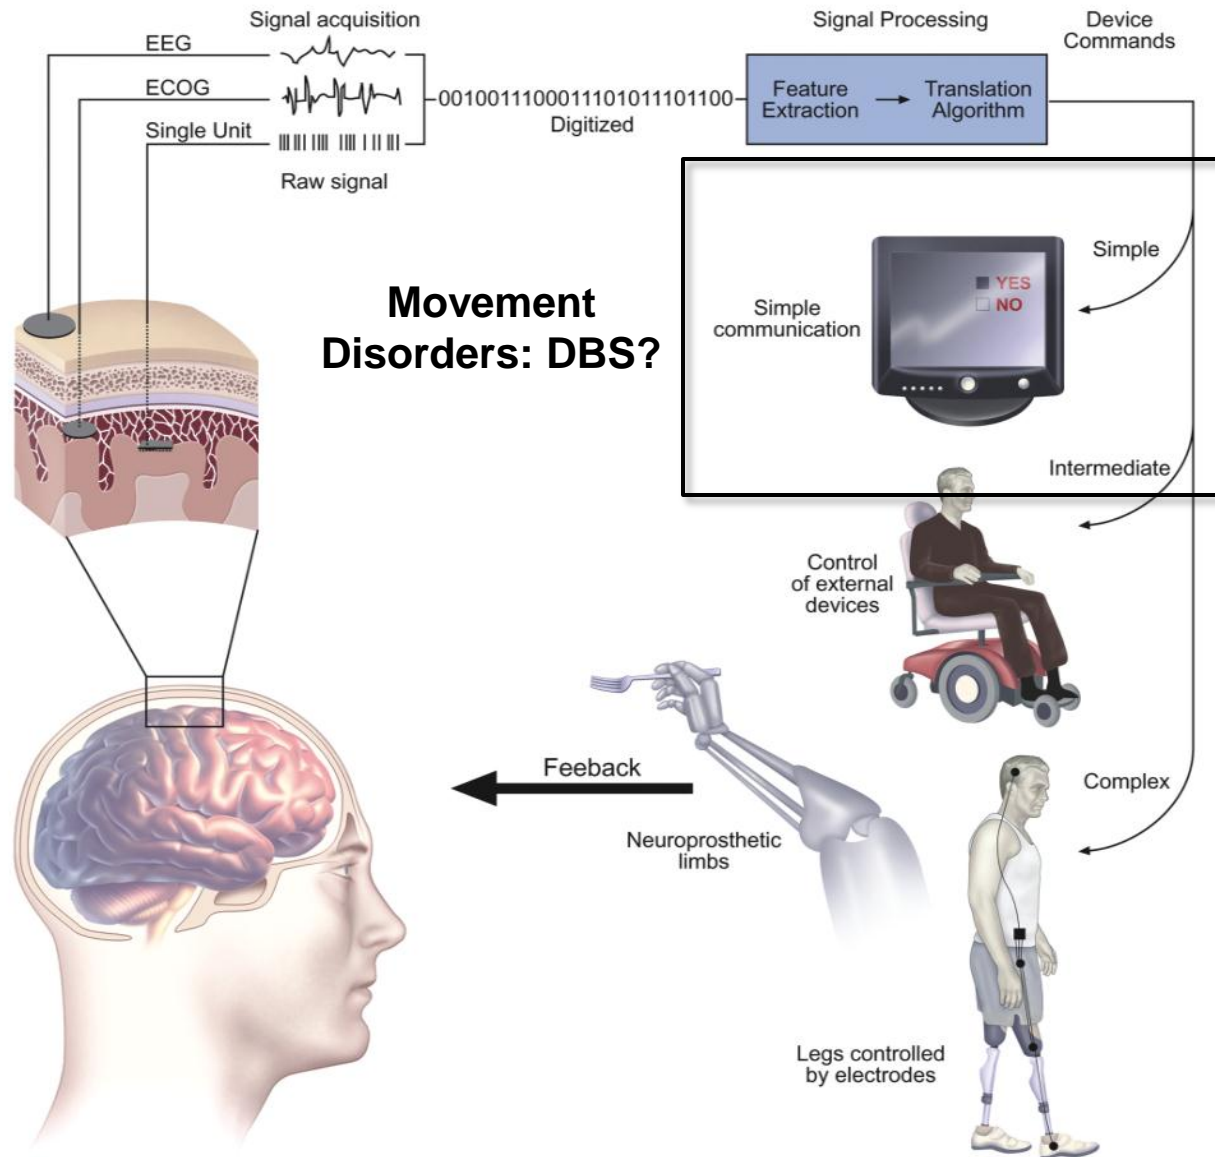 Signal acquisition
EEG
ECOG
Single Unit
Raw signal
001001110001110101110110​0
Digitized
Signal Processing
Feature
Extraction
Translation
Algorithm
Device
Commands
Movement
Disorders: DBS?
Simple
YES
NO
Simple
communication
Intermediate
Control
of external
devices
Feeback
Neuroprosthetic
limbs
Complex
Legs controlled
by electrodes